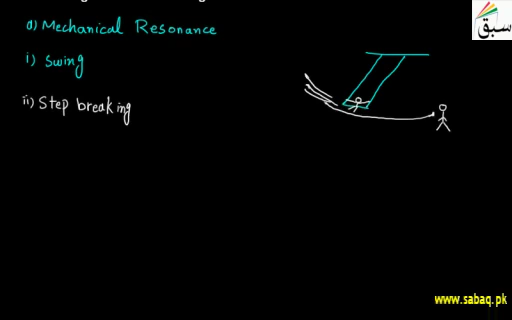 a) Mechanical Resonance
i) Swing
ii) Step breaking
سبق
www.sabaq.pk